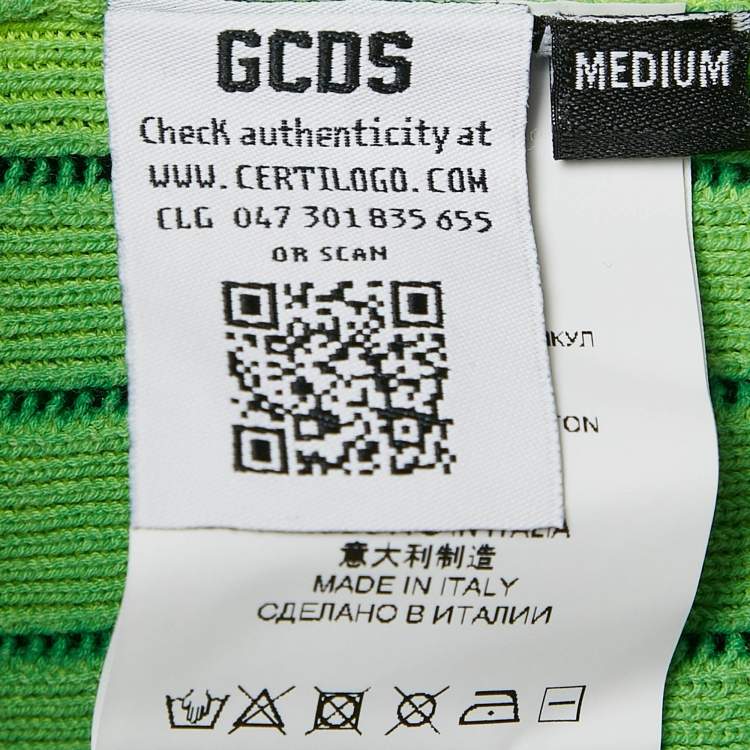 GCDS
MEDIUM
Check authenticity at
WWW.CERTILOGO.COM
CLG 047 301 835 655
OR SCAN
意大利制造
MADE IN ITALY
СДЕЛАНО В ИТАЛИИ